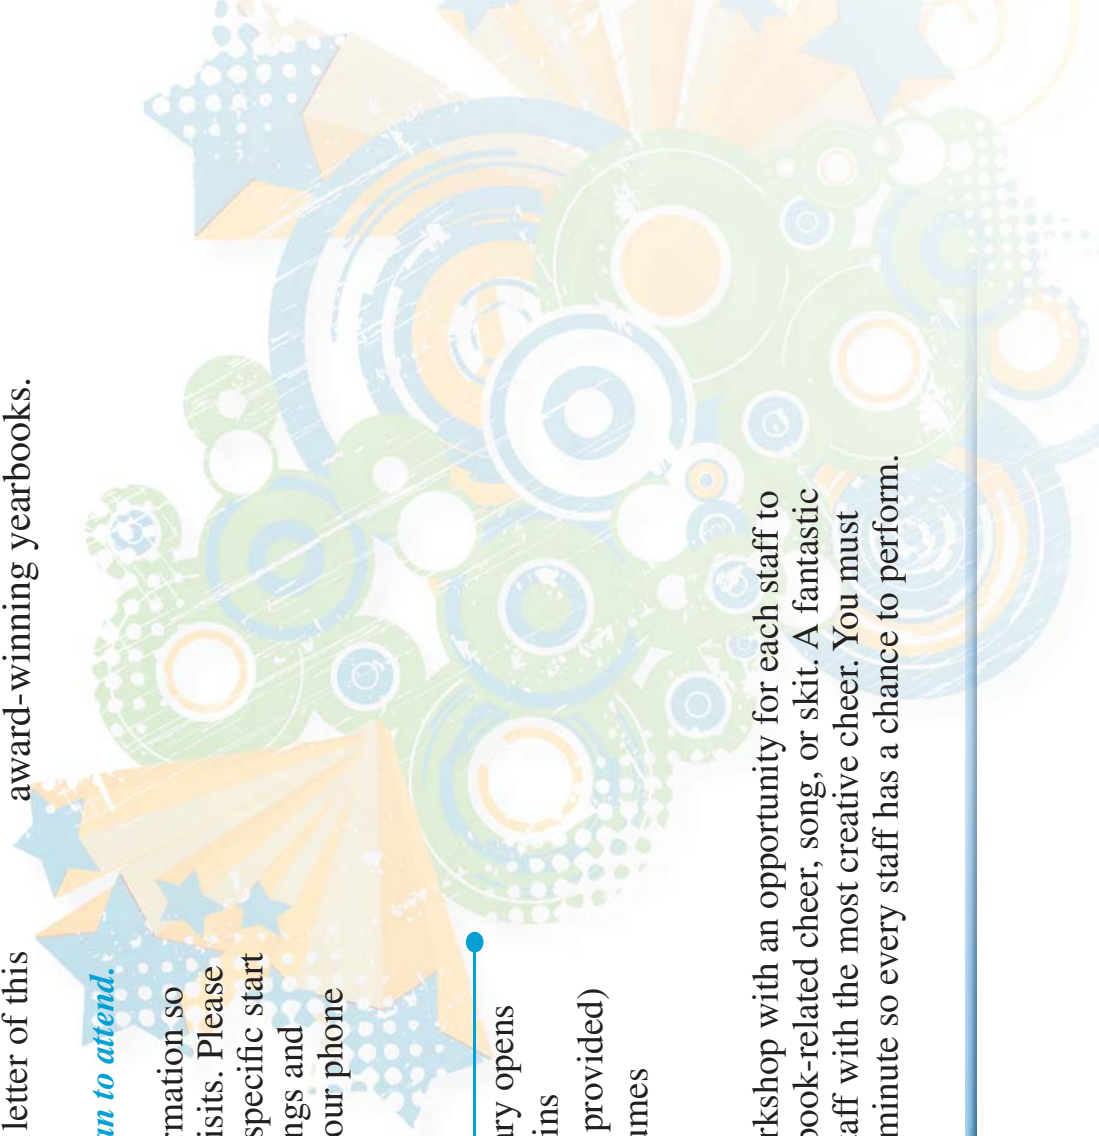 letter of this
an to attend.
rmation so
isits. Please
specific start
ngs and
our phone
ary opens
ins
provided)
umes
rkshop with an opportunity for each staff to
book-related cheer, song, or skit. A fantastic
aff with the most creative cheer. You must
minute so every staff has a chance to perform.
award-winning yearbooks.